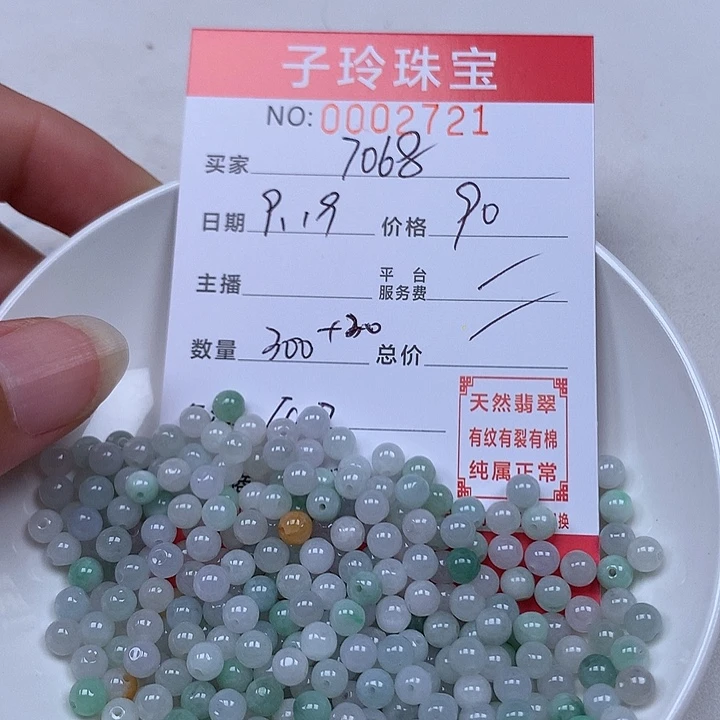 子玲珠宝
NO: 0002721
买家 7068
日期 9.19 价格 90
主播 平台服务费 /
数量 300+30 总价 /
天然翡翠
有纹有裂有棉
纯属正常
换